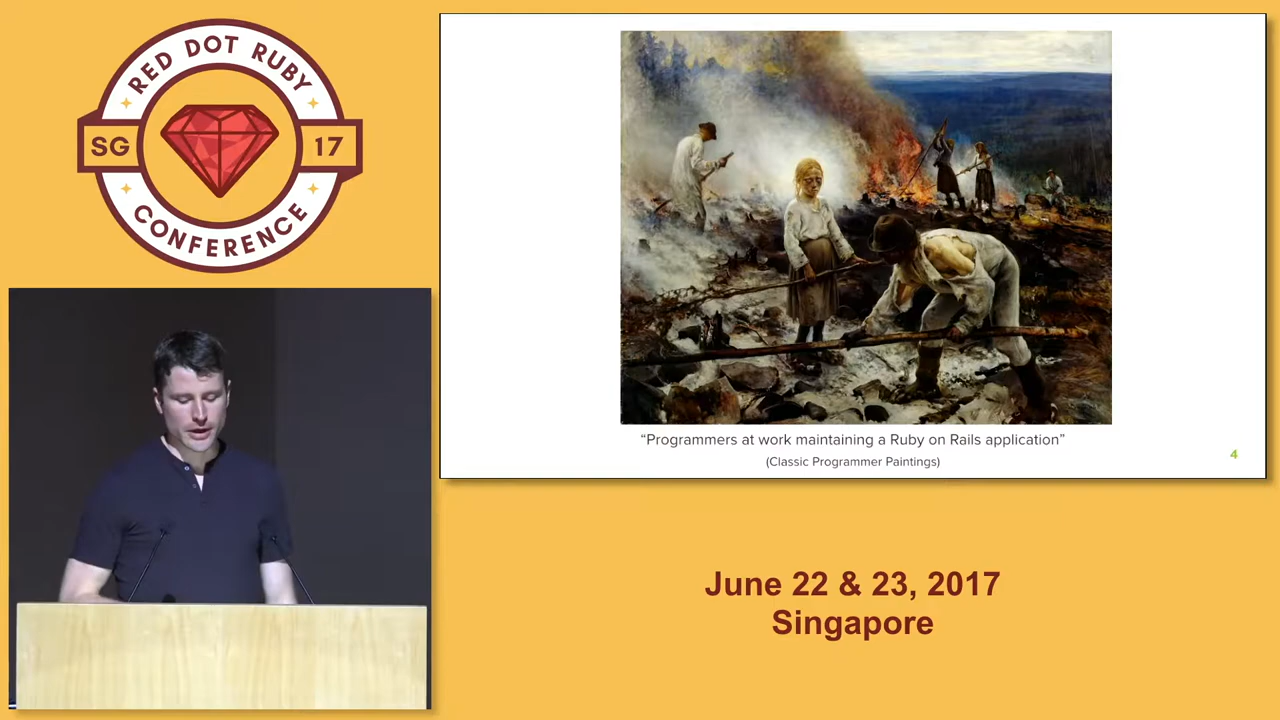 RED DOT RUBY
SG 17
CONFERENCE
“Programmers at work maintaining a Ruby on Rails application”
(Classic Programmer Paintings)
4
June 22 & 23, 2017
Singapore